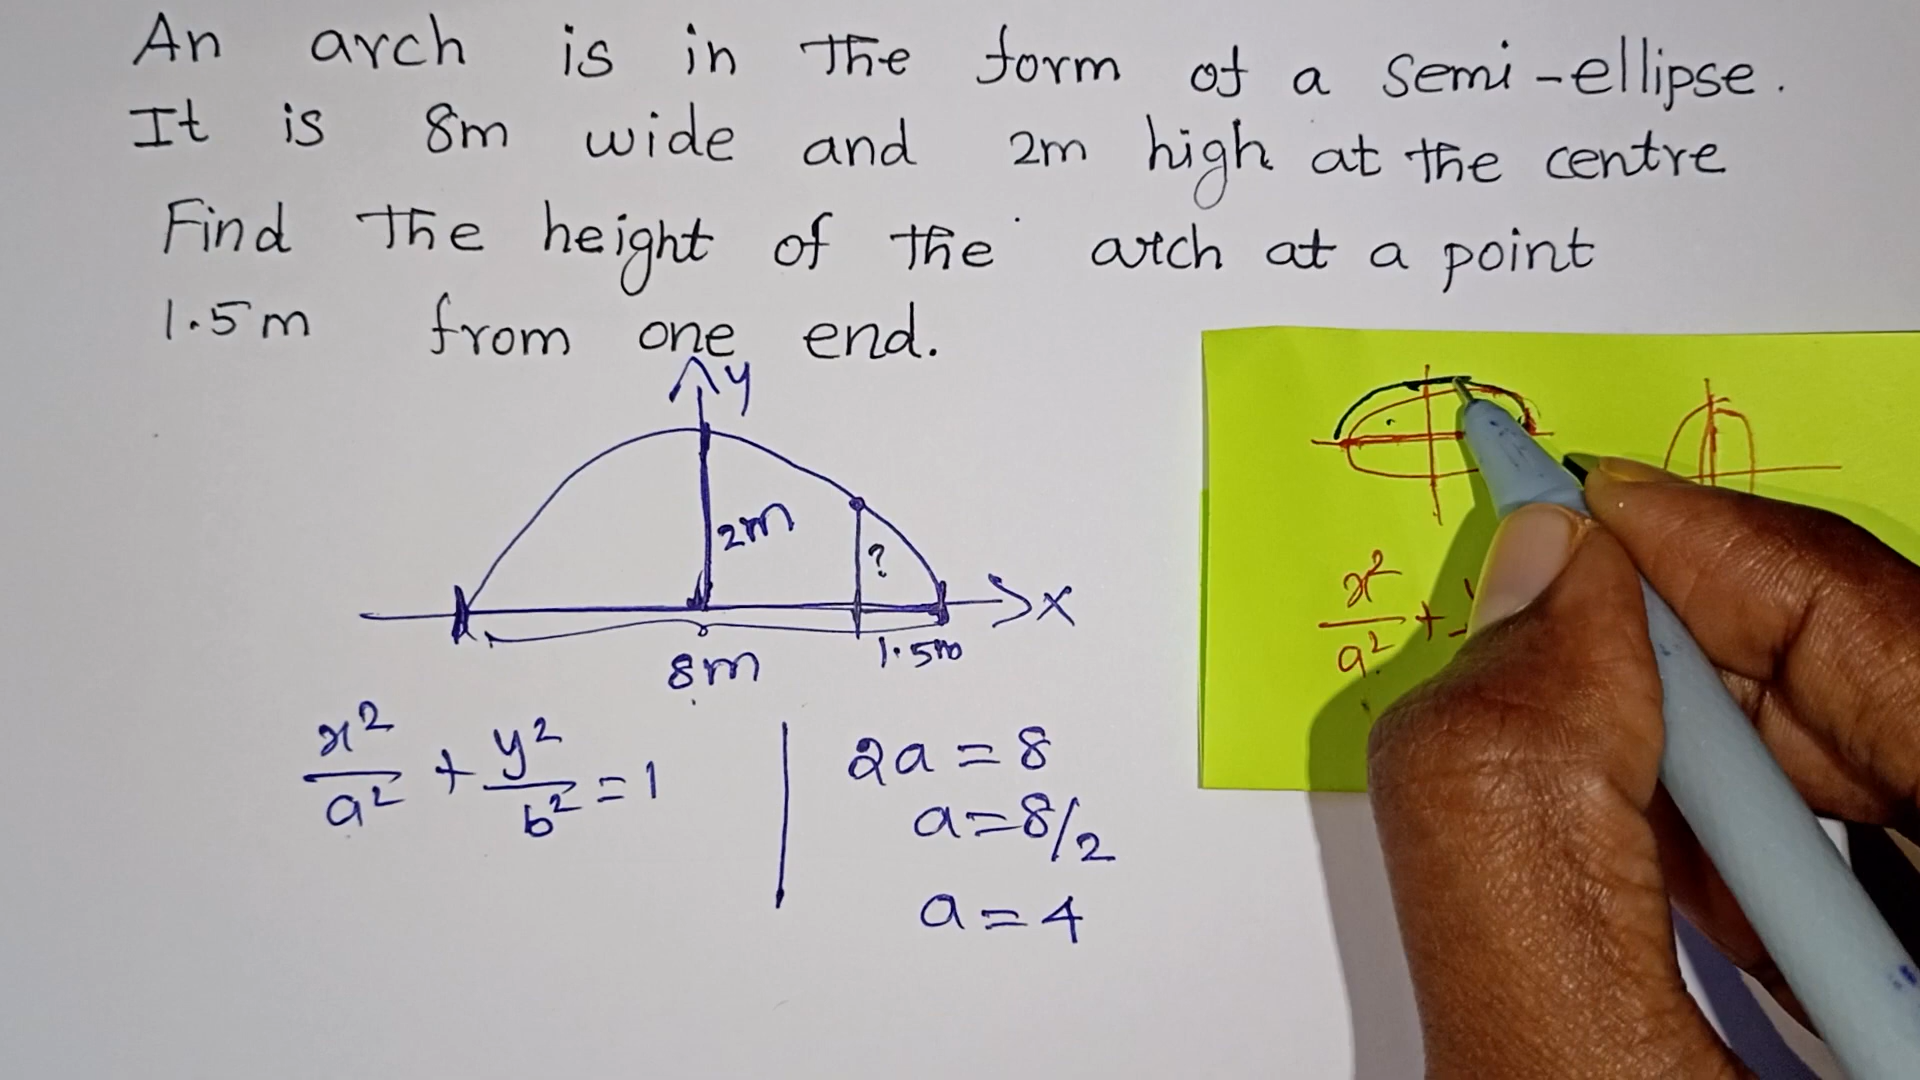 An arch is in the form of a semi-ellipse.
It is 8m wide and 2m high at the centre
Find the height of the arch at a point
1.5m from one end.
y
2m
?
x
8m
1.5m
x²/a² + y²/b² = 1
2a = 8
a = 8/2
a = 4
x²/a² +